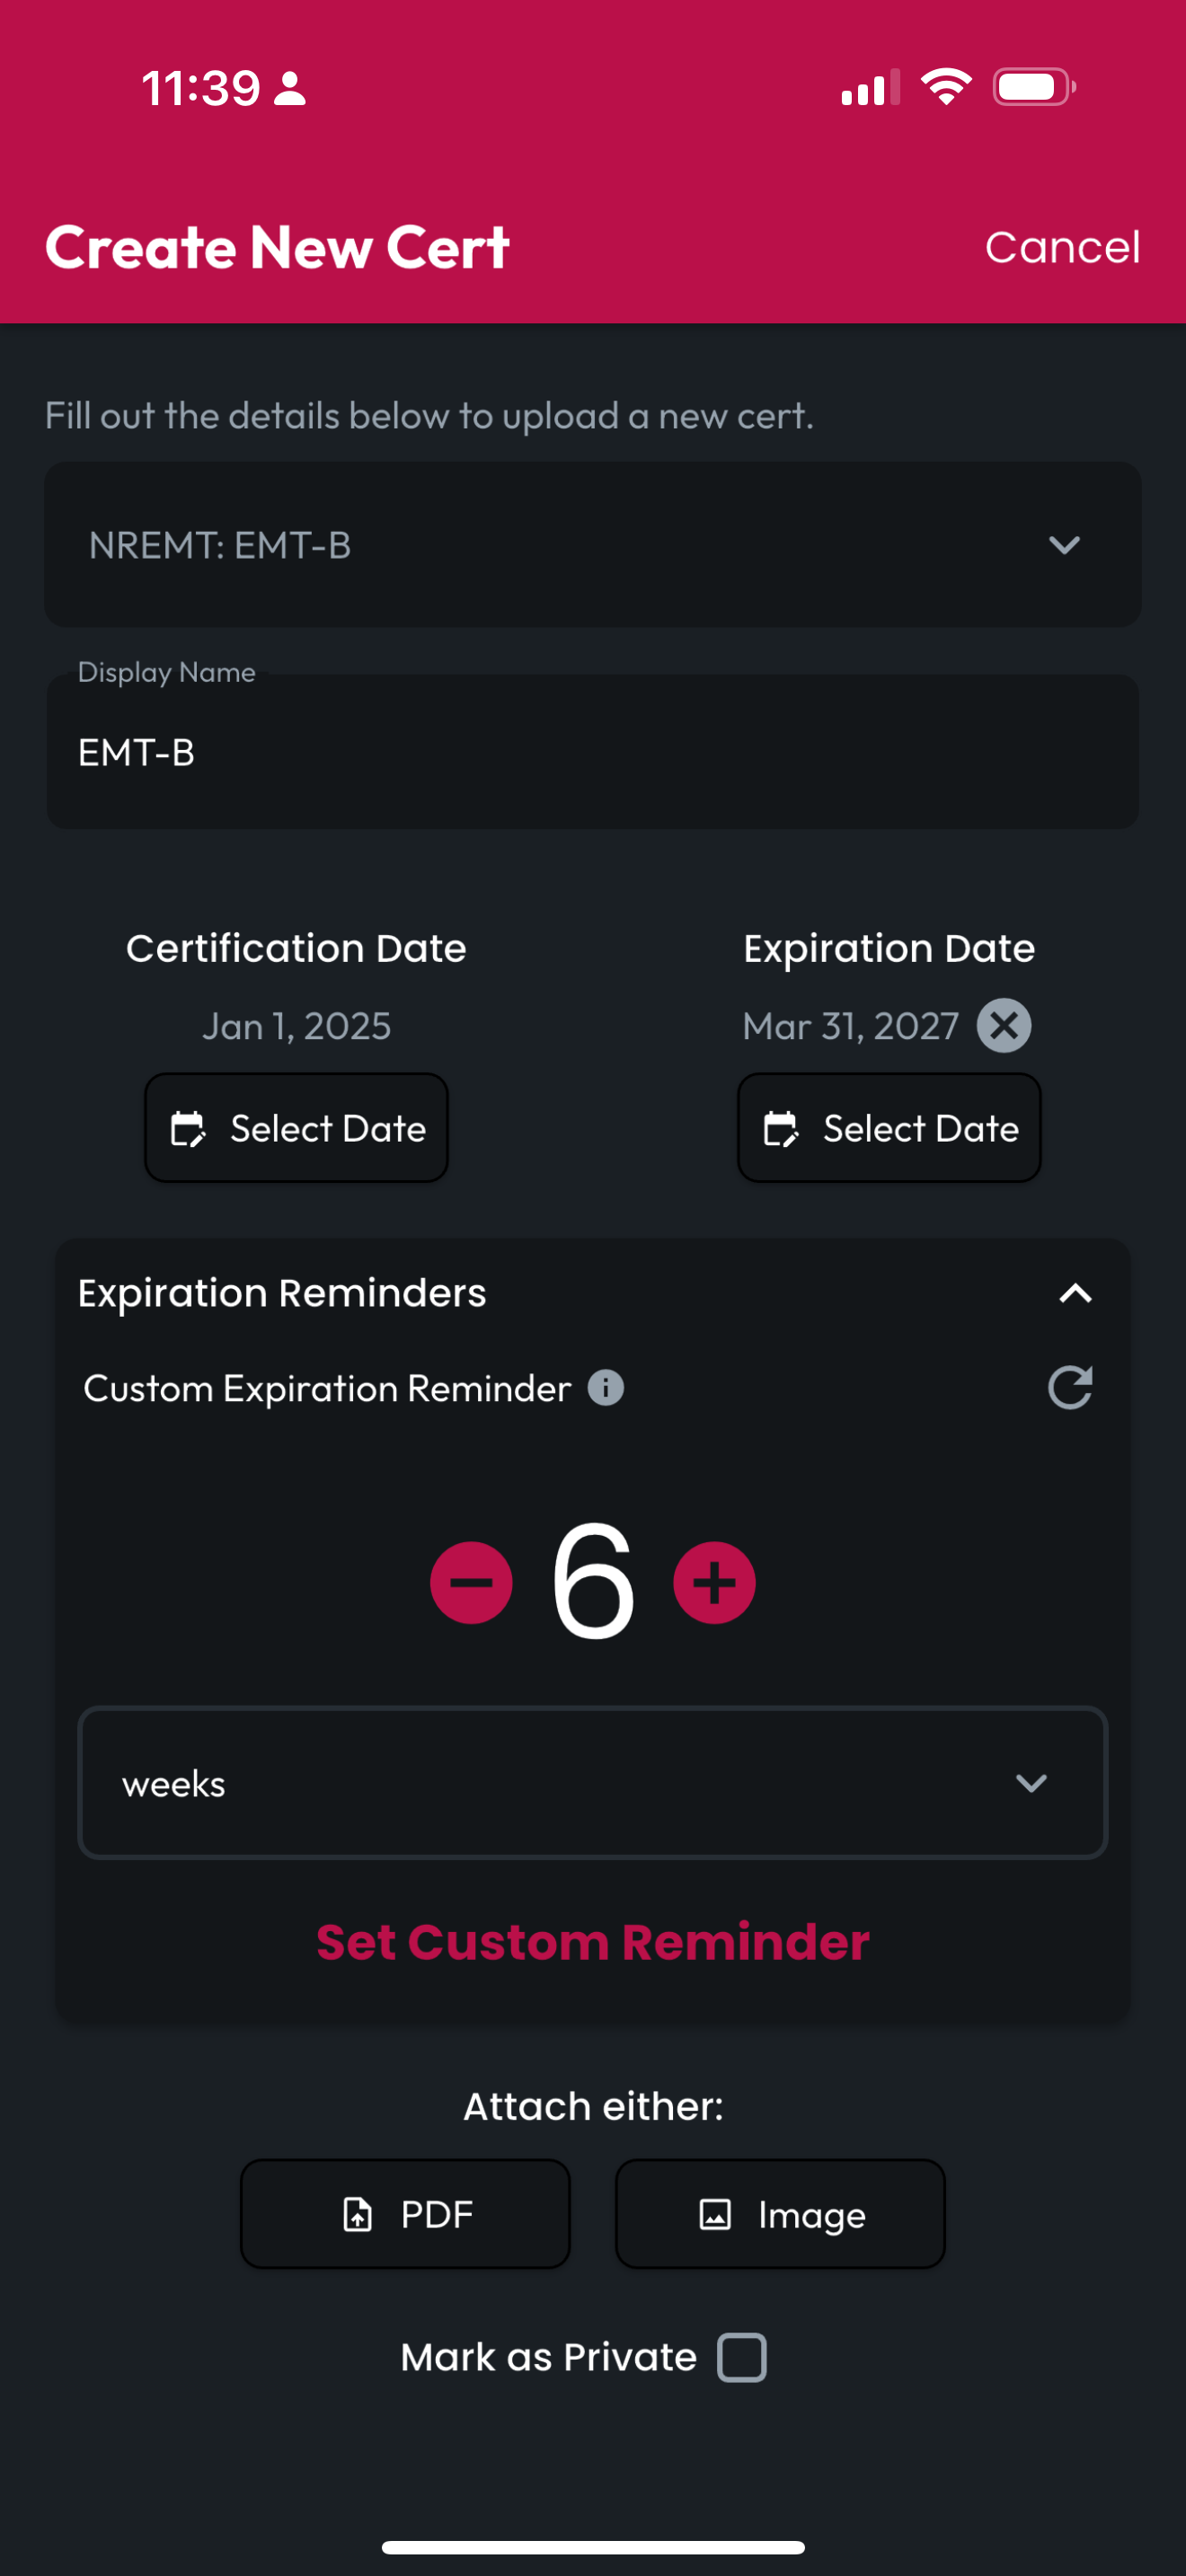 11:39
Create New Cert
Cancel
Fill out the details below to upload a new cert.
NREMT: EMT-B
Display Name
EMT-B
Certification Date
Expiration Date
Jan 1, 2025
Mar 31, 2027
Select Date
Select Date
Expiration Reminders
Custom Expiration Reminder
6
weeks
Set Custom Reminder
Attach either:
PDF
Image
Mark as Private